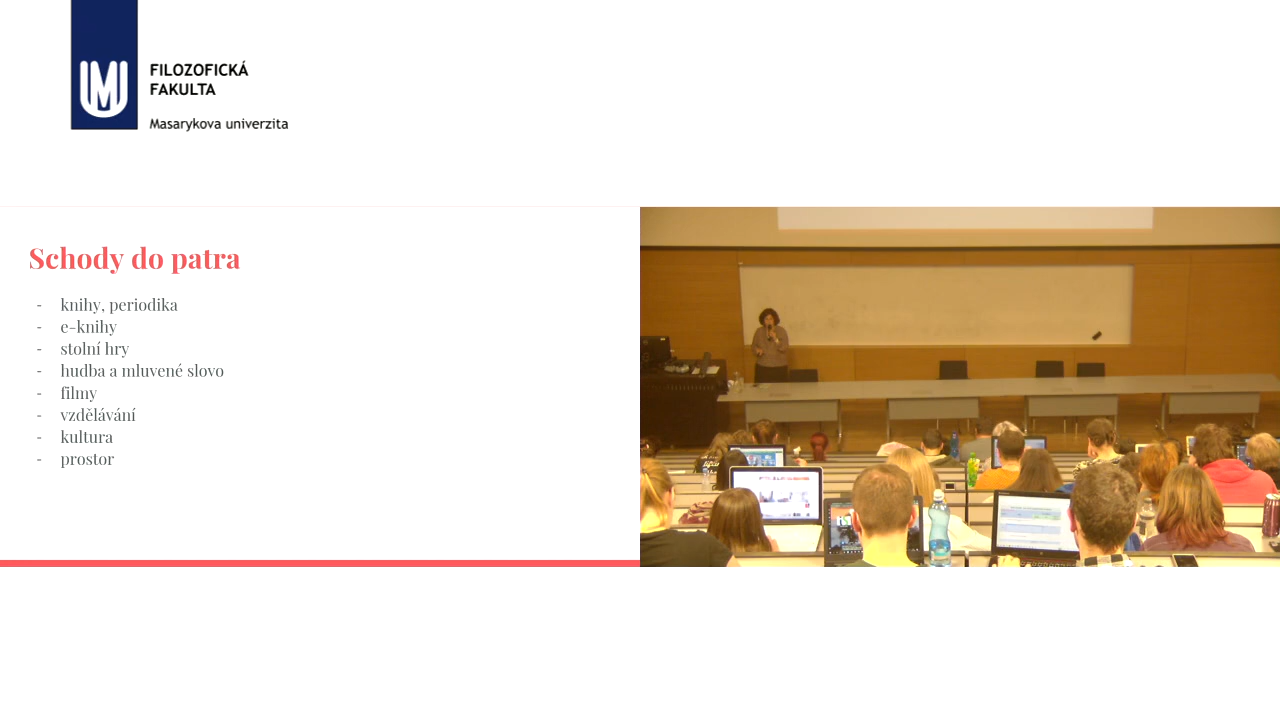 FILOZOFICKÁ
FAKULTA
Masarykova univerzita
Schody do patra
- knihy, periodika
- e-knihy
- stolní hry
- hudba a mluvené slovo
- filmy
- vzdělávání
- kultura
- prostor